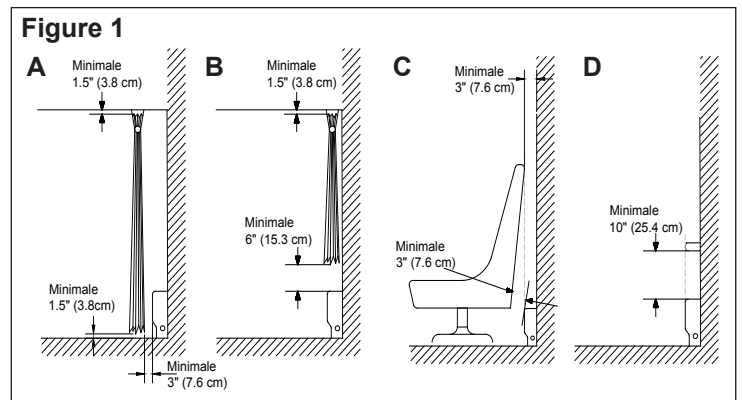 Figure 1
A
Minimale
1.5" (3.8 cm)
Minimale
1.5" (3.8cm)
Minimale
3" (7.6 cm)
B
Minimale
1.5" (3.8 cm)
Minimale
6" (15.3 cm)
C
Minimale
3" (7.6 cm)
Minimale
3" (7.6 cm)
D
Minimale
10" (25.4 cm)